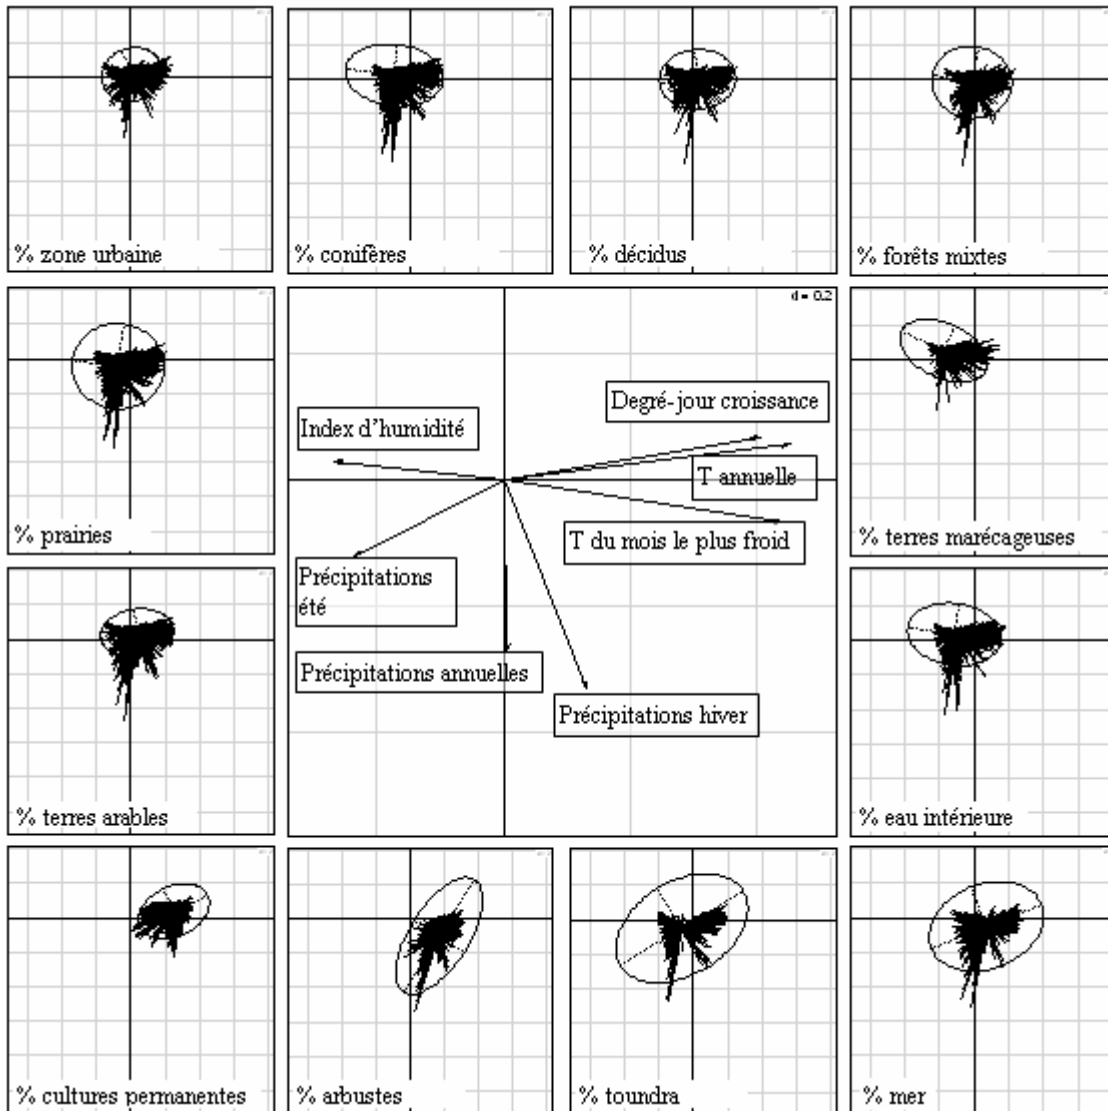 % zone urbaine
% conifères
% décidus
% forêts mixtes
% prairies
d = 0.2
Degré-jour croissance
Index d'humidité
T annuelle
T du mois le plus froid
Précipitations
été
Précipitations annuelles
Précipitations hiver
% terres marécageuses
% terres arables
% eau intérieure
% cultures permanentes
% arbustes
% toundra
% mer